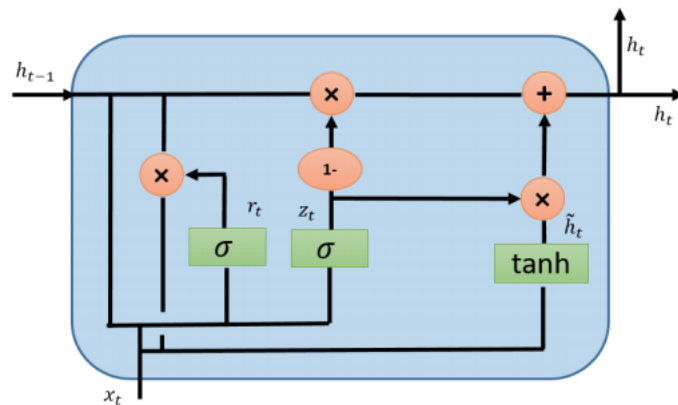 h_t
h_{t-1}
×
+
h_t
1-
×
r_t
z_t
×
h̃_t
σ
σ
tanh
x_t